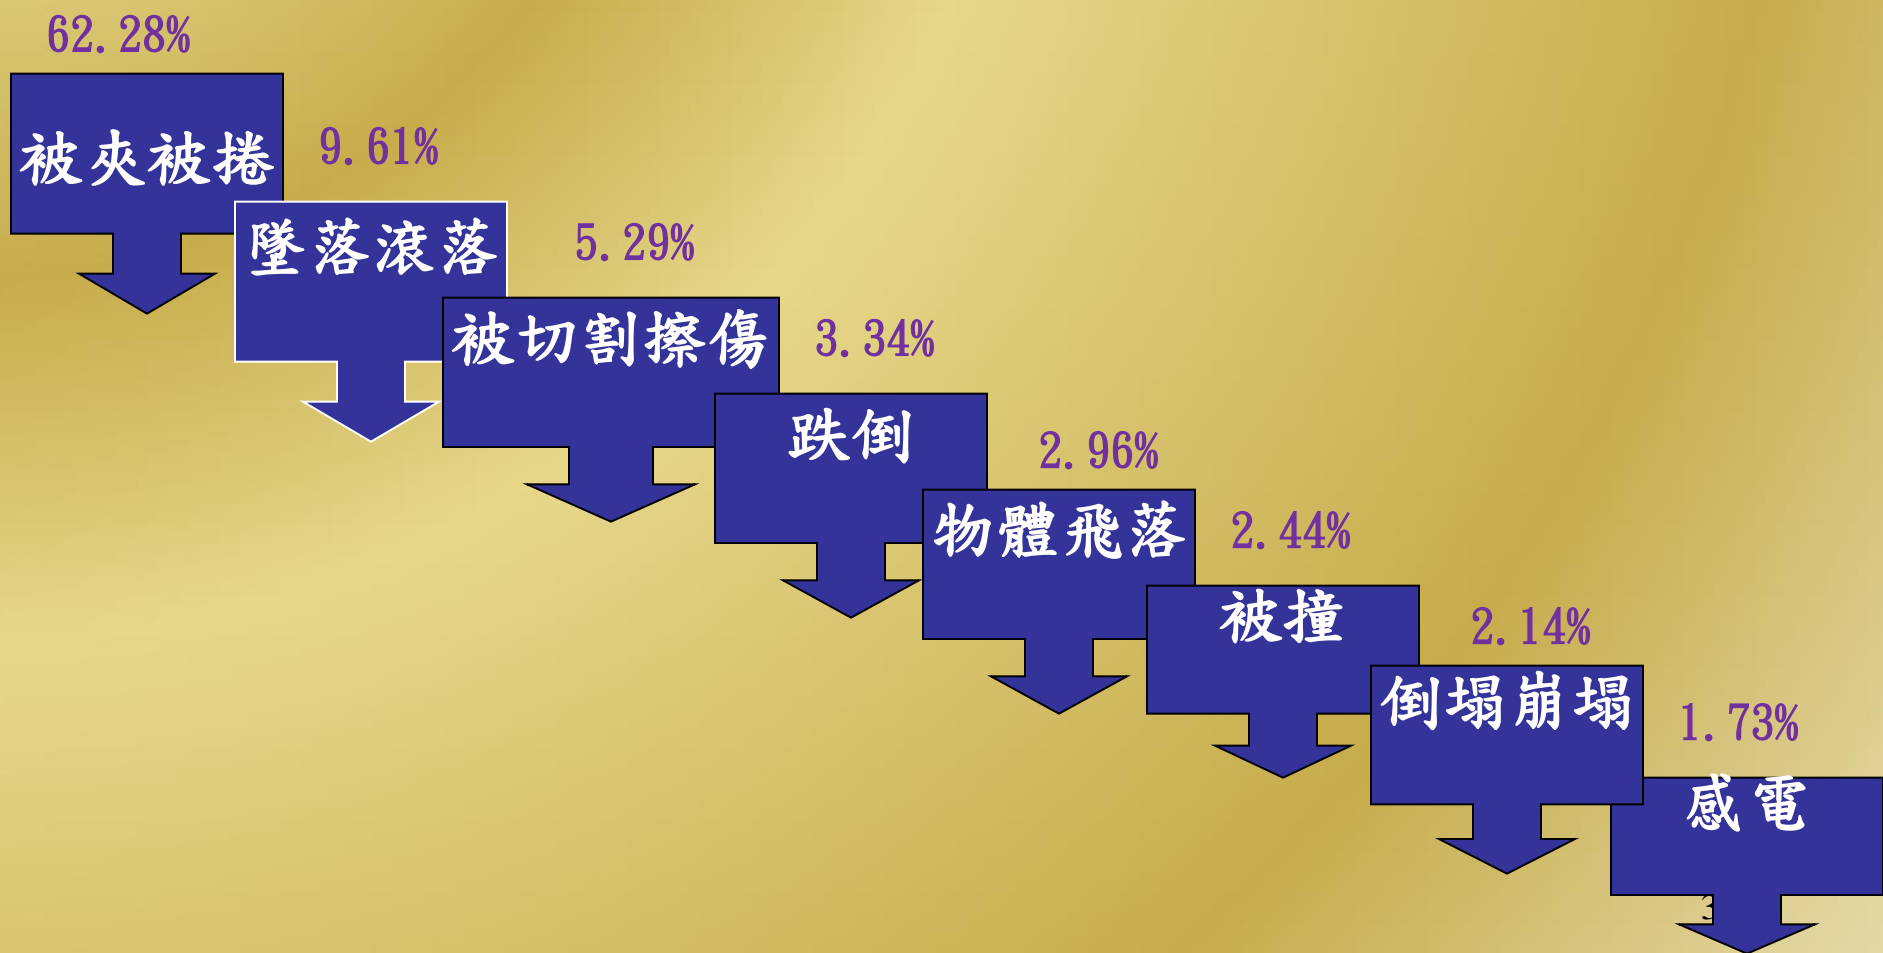 62.28%
被夾被捲
9.61%
墜落滾落
5.29%
被切割擦傷
3.34%
跌倒
2.96%
物體飛落
2.44%
被撞
2.14%
倒塌崩塌
1.73%
感電